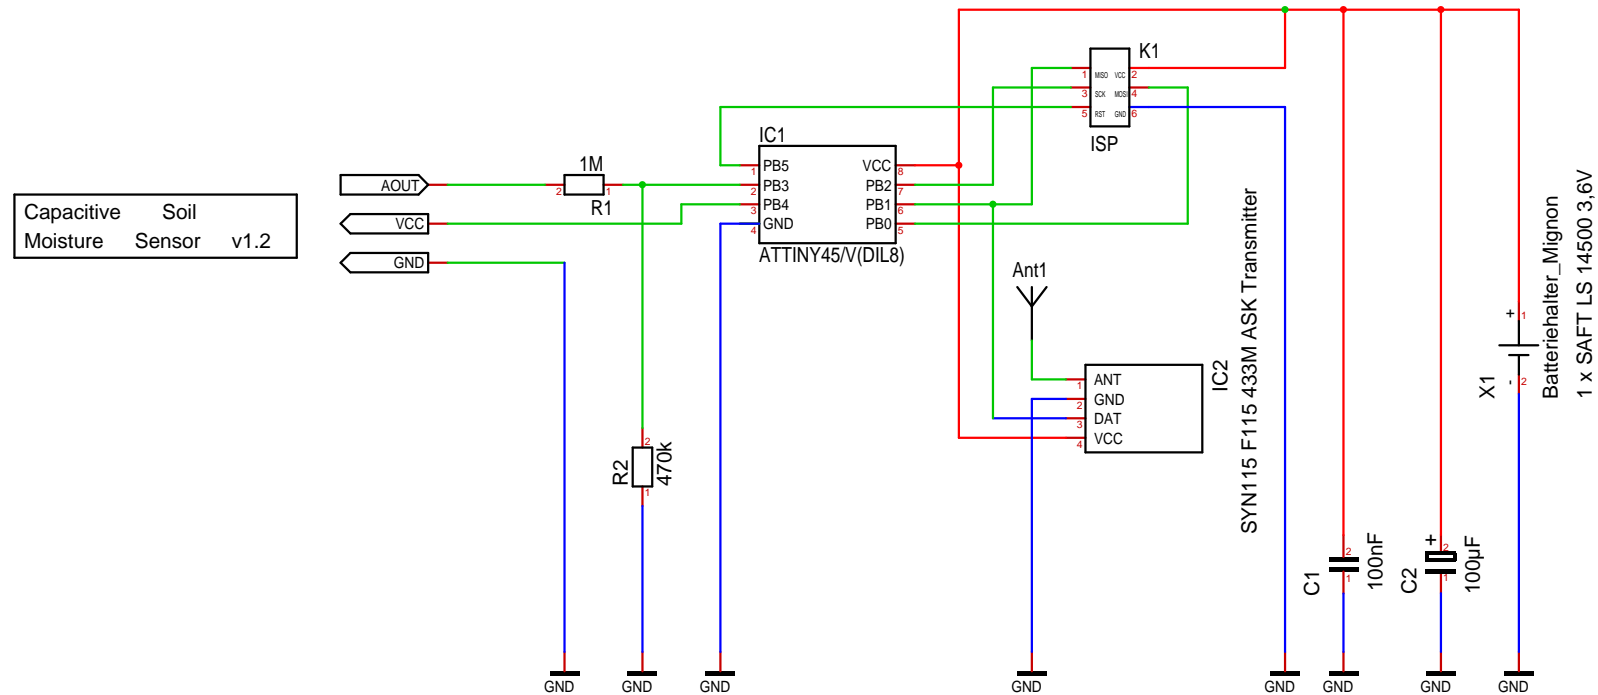 K1
1 MISO VCC 2
3 SCK MOSI 4
5 RST GND 6
ISP
IC1
1 PB5 VCC 8
2 PB3 PB2 7
3 PB4 PB1 6
4 GND PB0 5
ATTINY45/V(DIL8)
1M
2 1
R1
AOUT
VCC
GND
Capacitive Soil
Moisture Sensor v1.2
Ant1
1 ANT
2 GND
3 DAT
4 VCC
IC2
SYN115 F115 433M ASK Transmitter
+ 1
- 2
X1
Batteriehalter_Mignon
1 x SAFT LS 14500 3,6V
2
R2
470k
1
2
C1
100nF
1
+ 2
C2
100µF
1
GND
GND
GND
GND
GND
GND
GND
GND